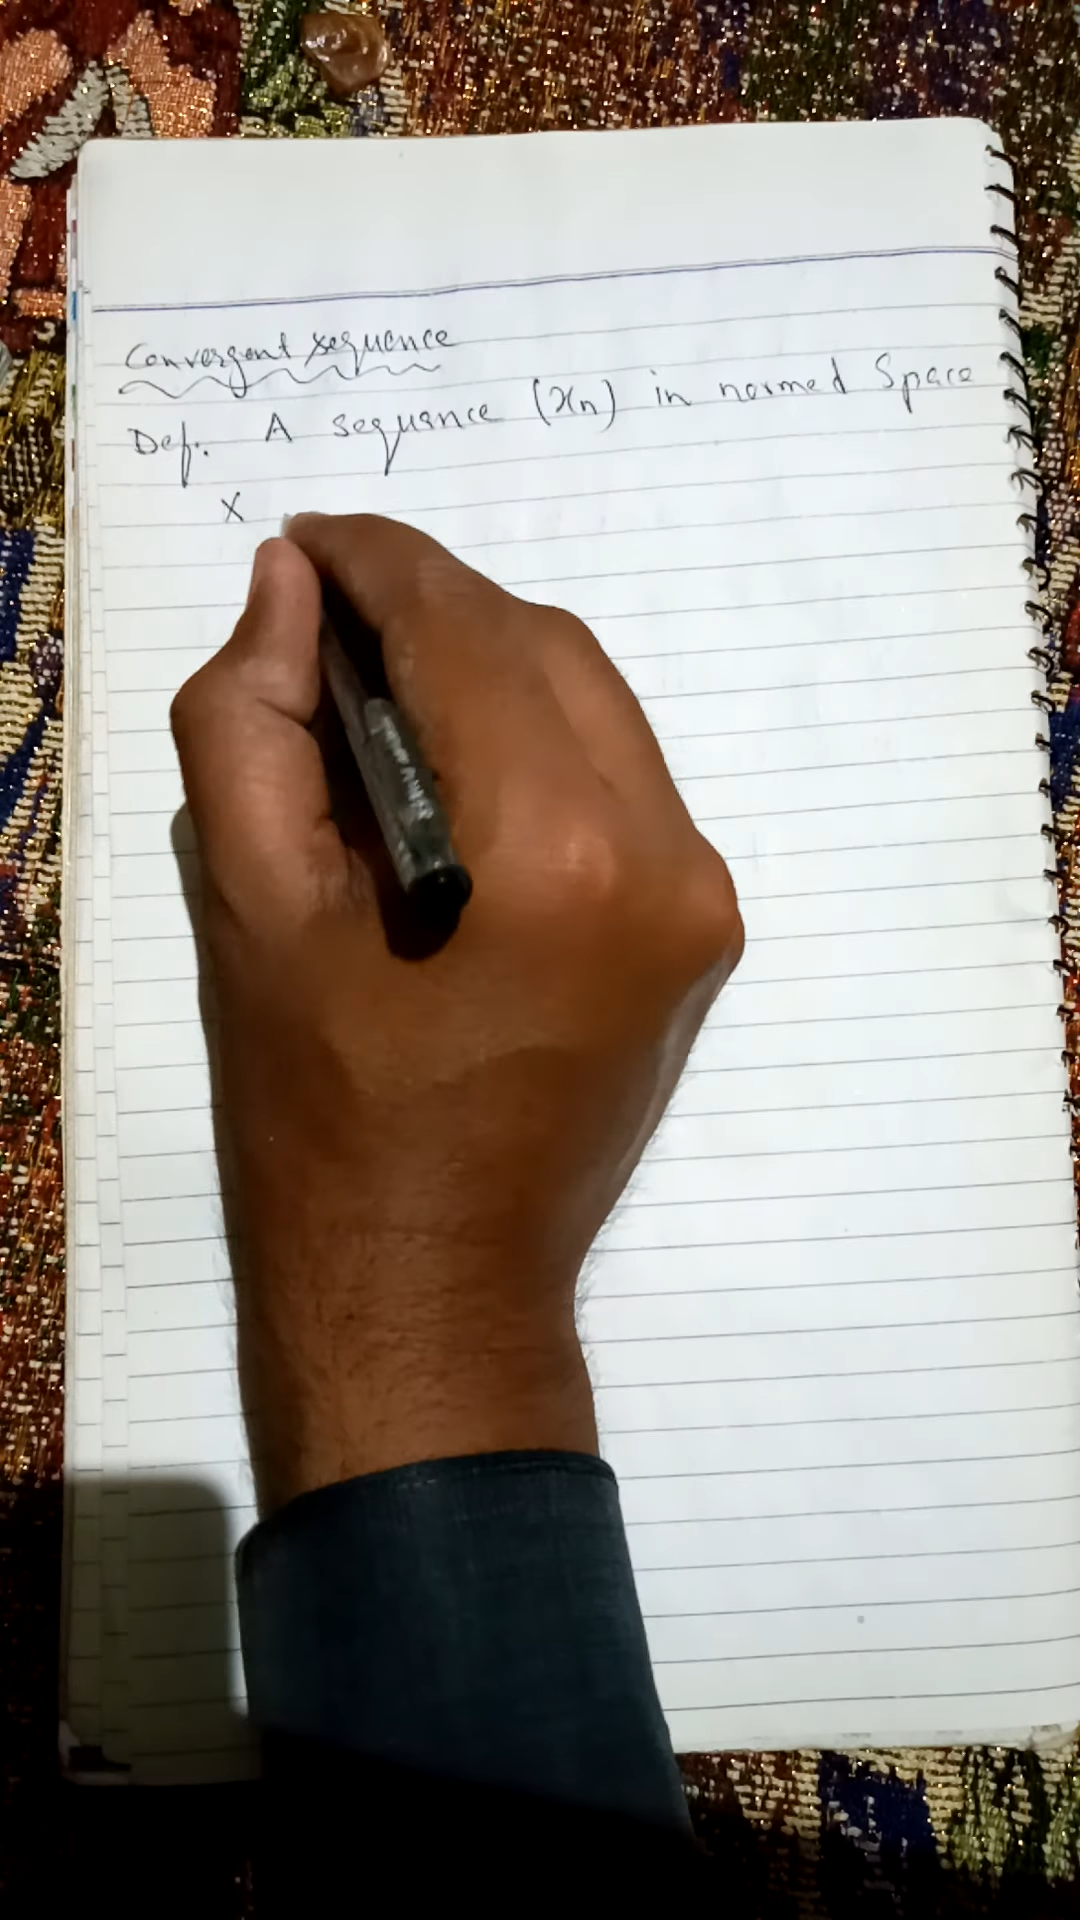 Convergent sequence
Def:. A sequence (xn) in normed Space
X